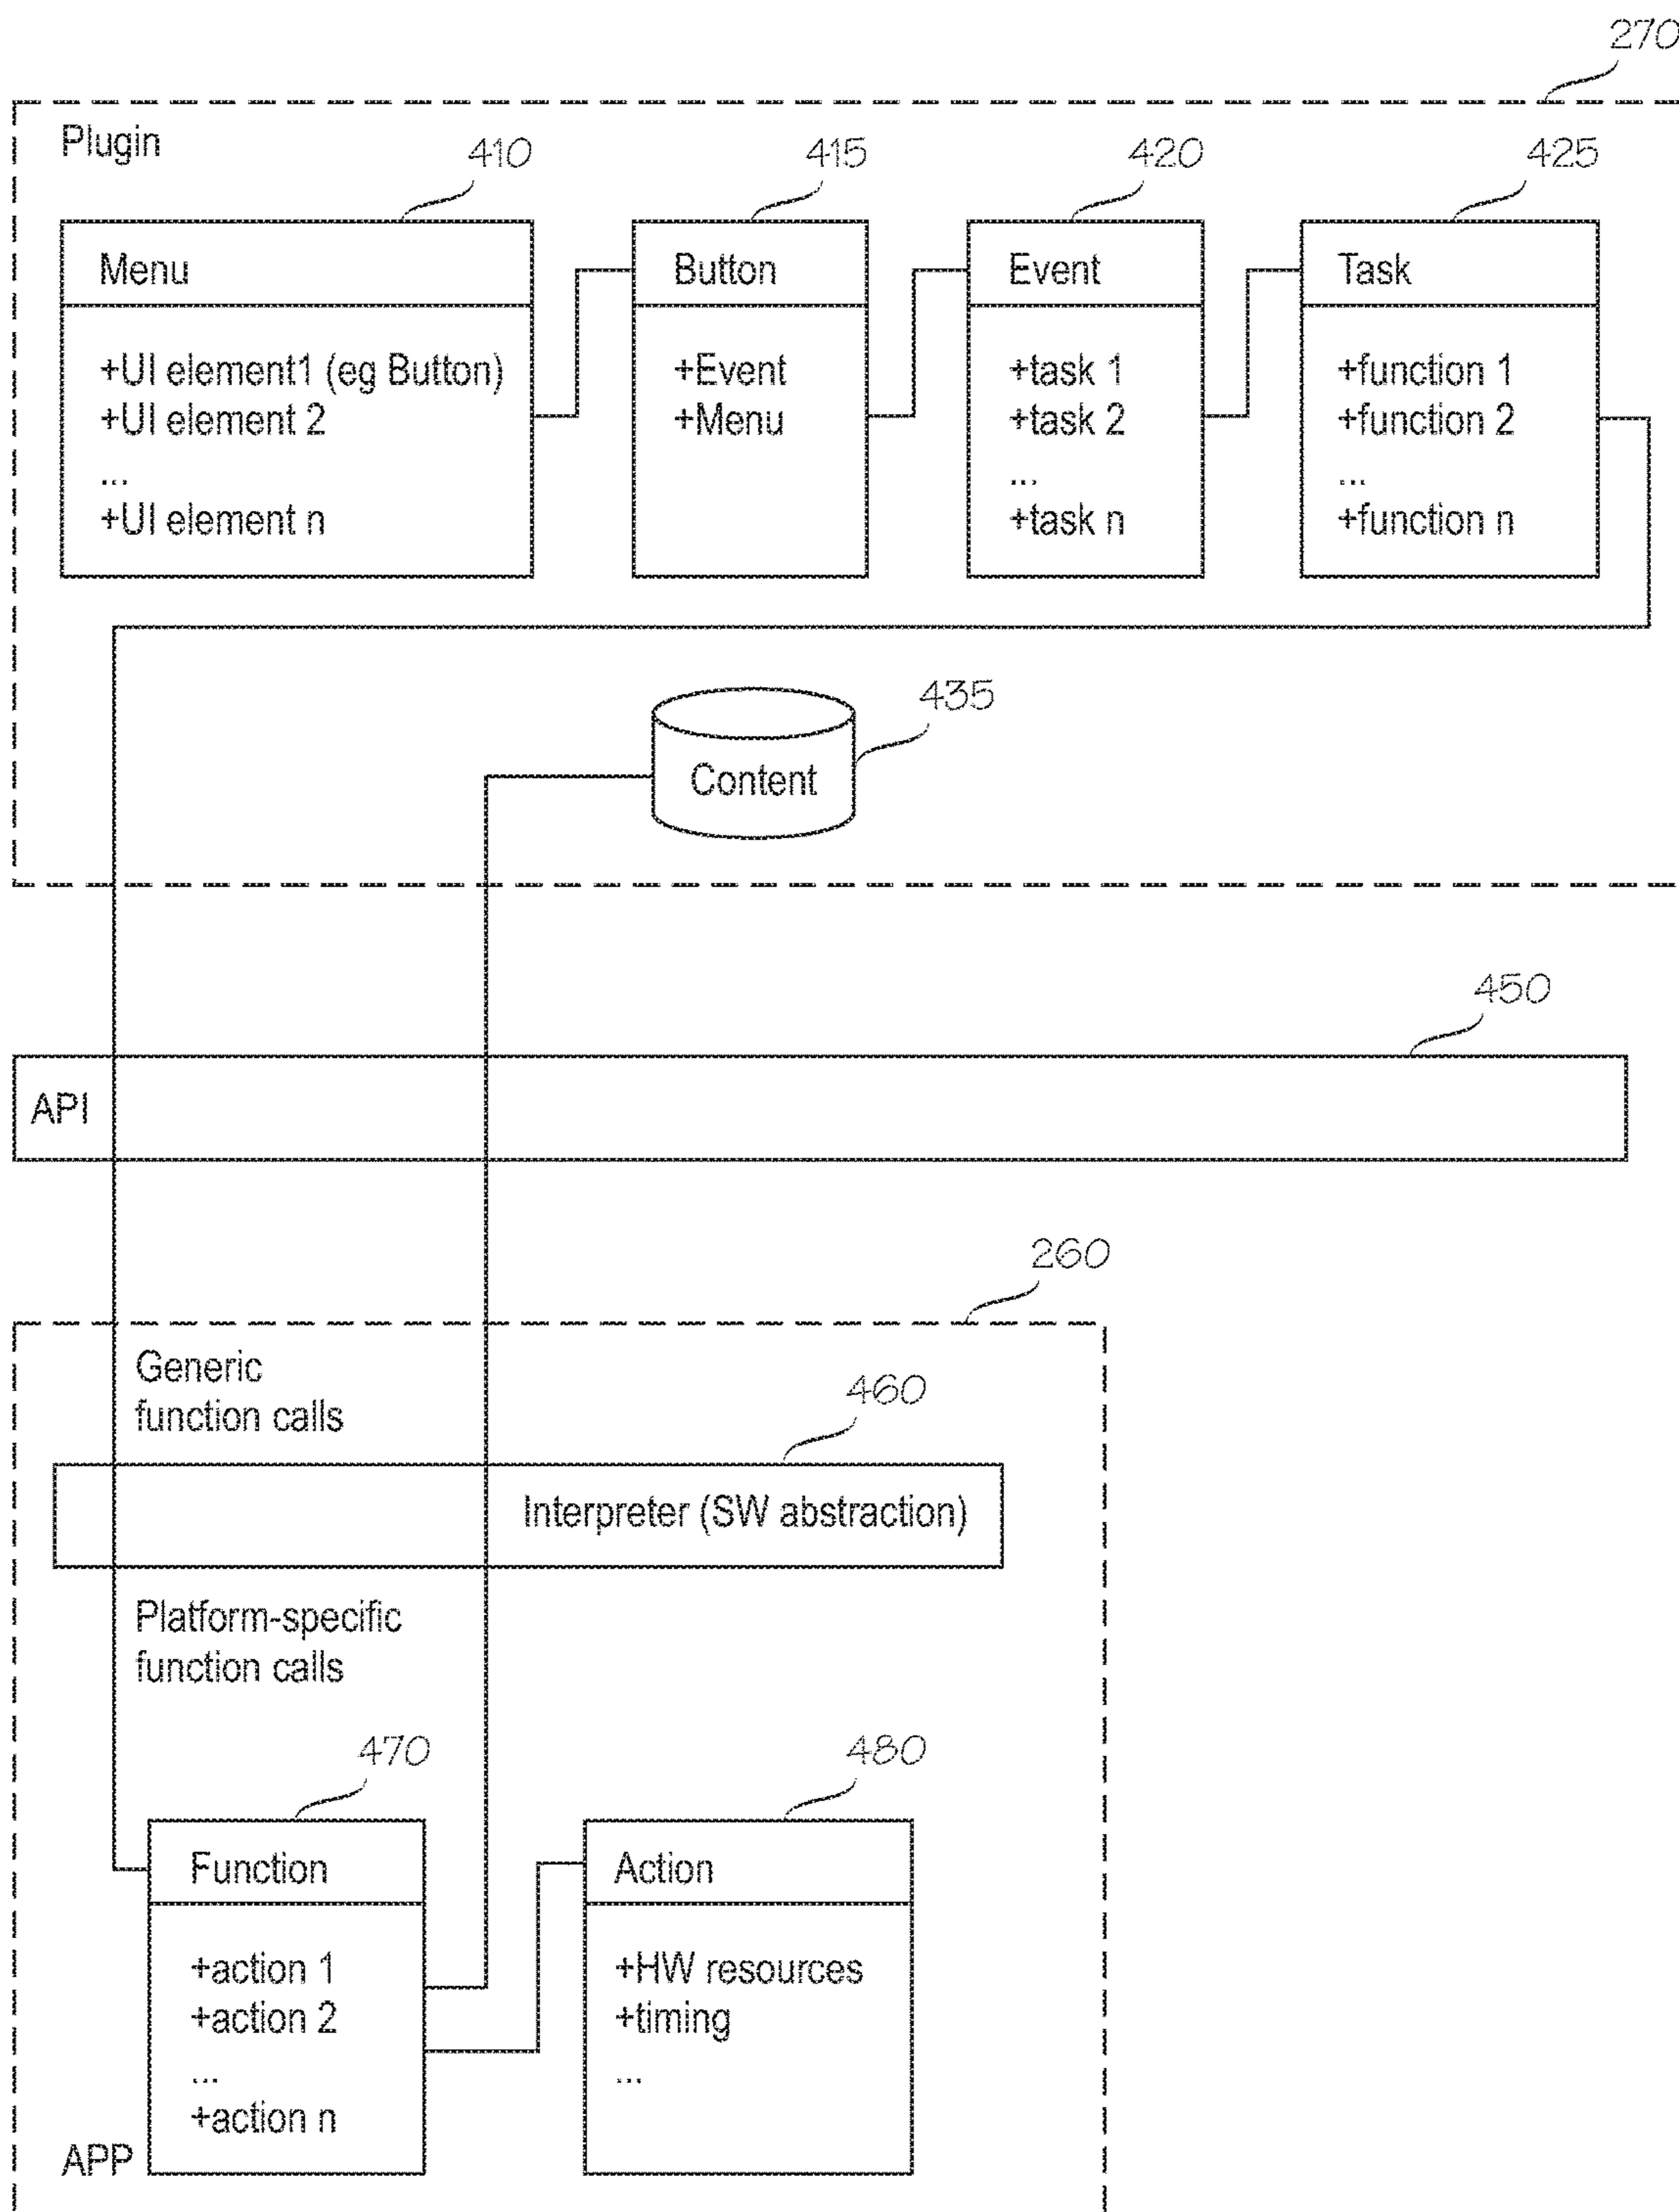 270
Plugin
410
415
420
425
Menu
+UI element1 (eg Button)
+UI element 2
...
+UI element n
Button
+Event
+Menu
Event
+task 1
+task 2
...
+task n
Task
+function 1
+function 2
...
+function n
435
Content
450
API
260
Generic
function calls
460
Interpreter (SW abstraction)
Platform-specific
function calls
470
480
Function
+action 1
+action 2
...
+action n
Action
+HW resources
+timing
...
APP